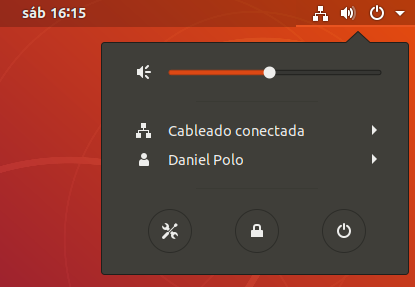 sáb 16:15
Cableado conectada
Daniel Polo